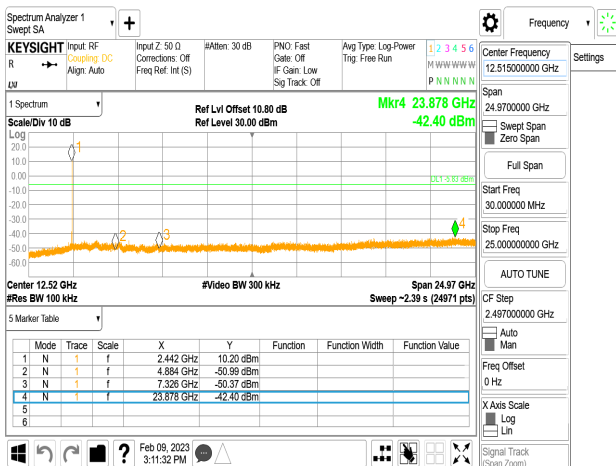 Spectrum Analyzer 1
Swept SA
Frequency
KEYSIGHT
R
Input: RF
Coupling: DC
Align: Auto
Input Z: 50 Ω
Corrections: Off
Freq Ref: Int (S)
#Atten: 30 dB
PNO: Fast
Gate: Off
IF Gain: Low
Sig Track: Off
Avg Type: Log-Power
Trig: Free Run
1 2 3 4 5 6
M W W W W W
P N N N N N
Center Frequency
12.515000000 GHz
Settings
1 Spectrum
Scale/Div 10 dB
Ref Lvl Offset 10.80 dB
Ref Level 30.00 dBm
Mkr4 23.878 GHz
-42.40 dBm
Span
24.9700000 GHz
Swept Span
Zero Span
Full Span
Log
20.0
10.0
0.00
-10.0
-20.0
-30.0
-40.0
-50.0
-60.0
1
2
3
4
DL1 -9.83 dBm
Start Freq
30.000000 MHz
Stop Freq
25.000000000 GHz
AUTO TUNE
Center 12.52 GHz
#Res BW 100 kHz
#Video BW 300 kHz
Span 24.97 GHz
Sweep ~2.39 s (24971 pts)
CF Step
2.497000000 GHz
Auto
Man
5 Marker Table
Mode Trace Scale X Y Function Function Width Function Value
1 N 1 f 2.442 GHz 10.20 dBm
2 N 1 f 4.884 GHz -50.99 dBm
3 N 1 f 7.326 GHz -50.37 dBm
4 N 1 f 23.878 GHz -42.40 dBm
5
6
Freq Offset
0 Hz
X Axis Scale
Log
Lin
Signal Track
(Span Zoom)
Feb 09, 2023
3:11:32 PM